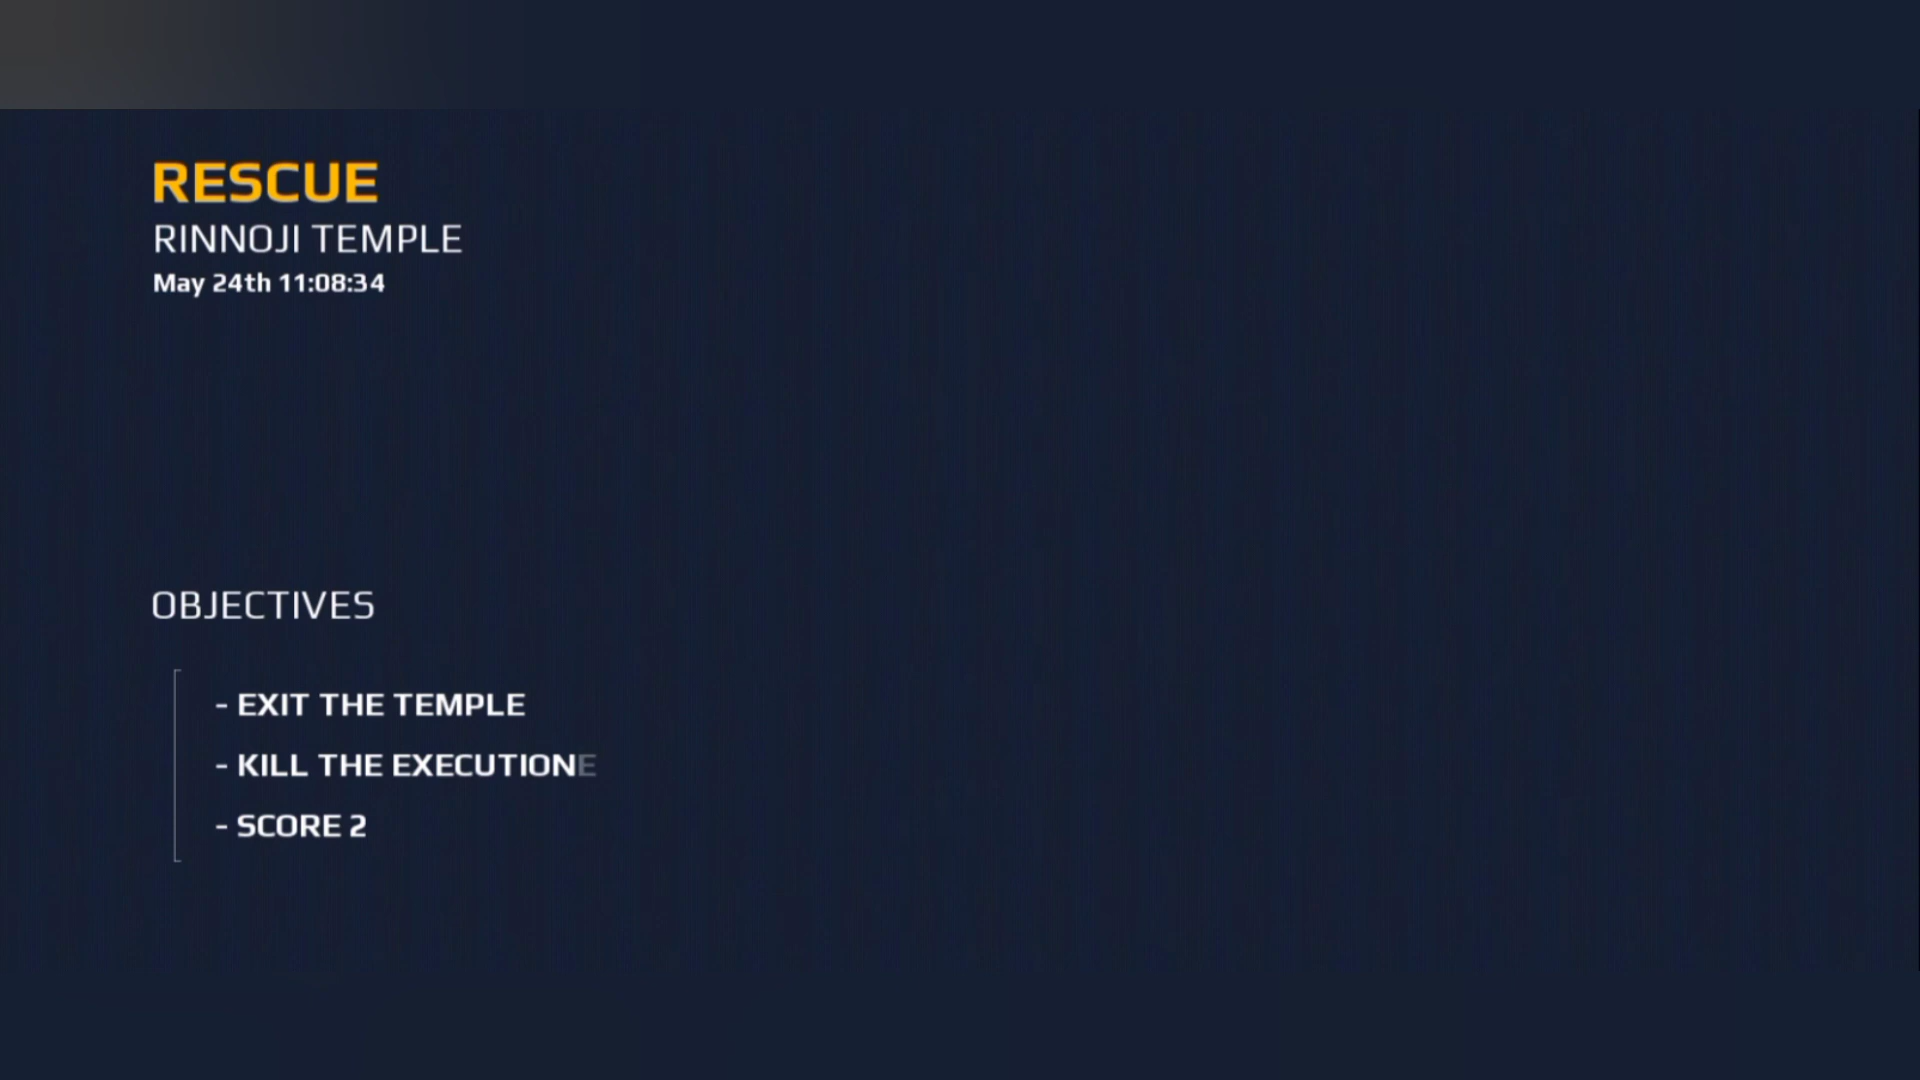 RESCUE
RINNOJI TEMPLE
May 24th 11:08:34
OBJECTIVES
- EXIT THE TEMPLE
- KILL THE EXECUTIONE
- SCORE 2